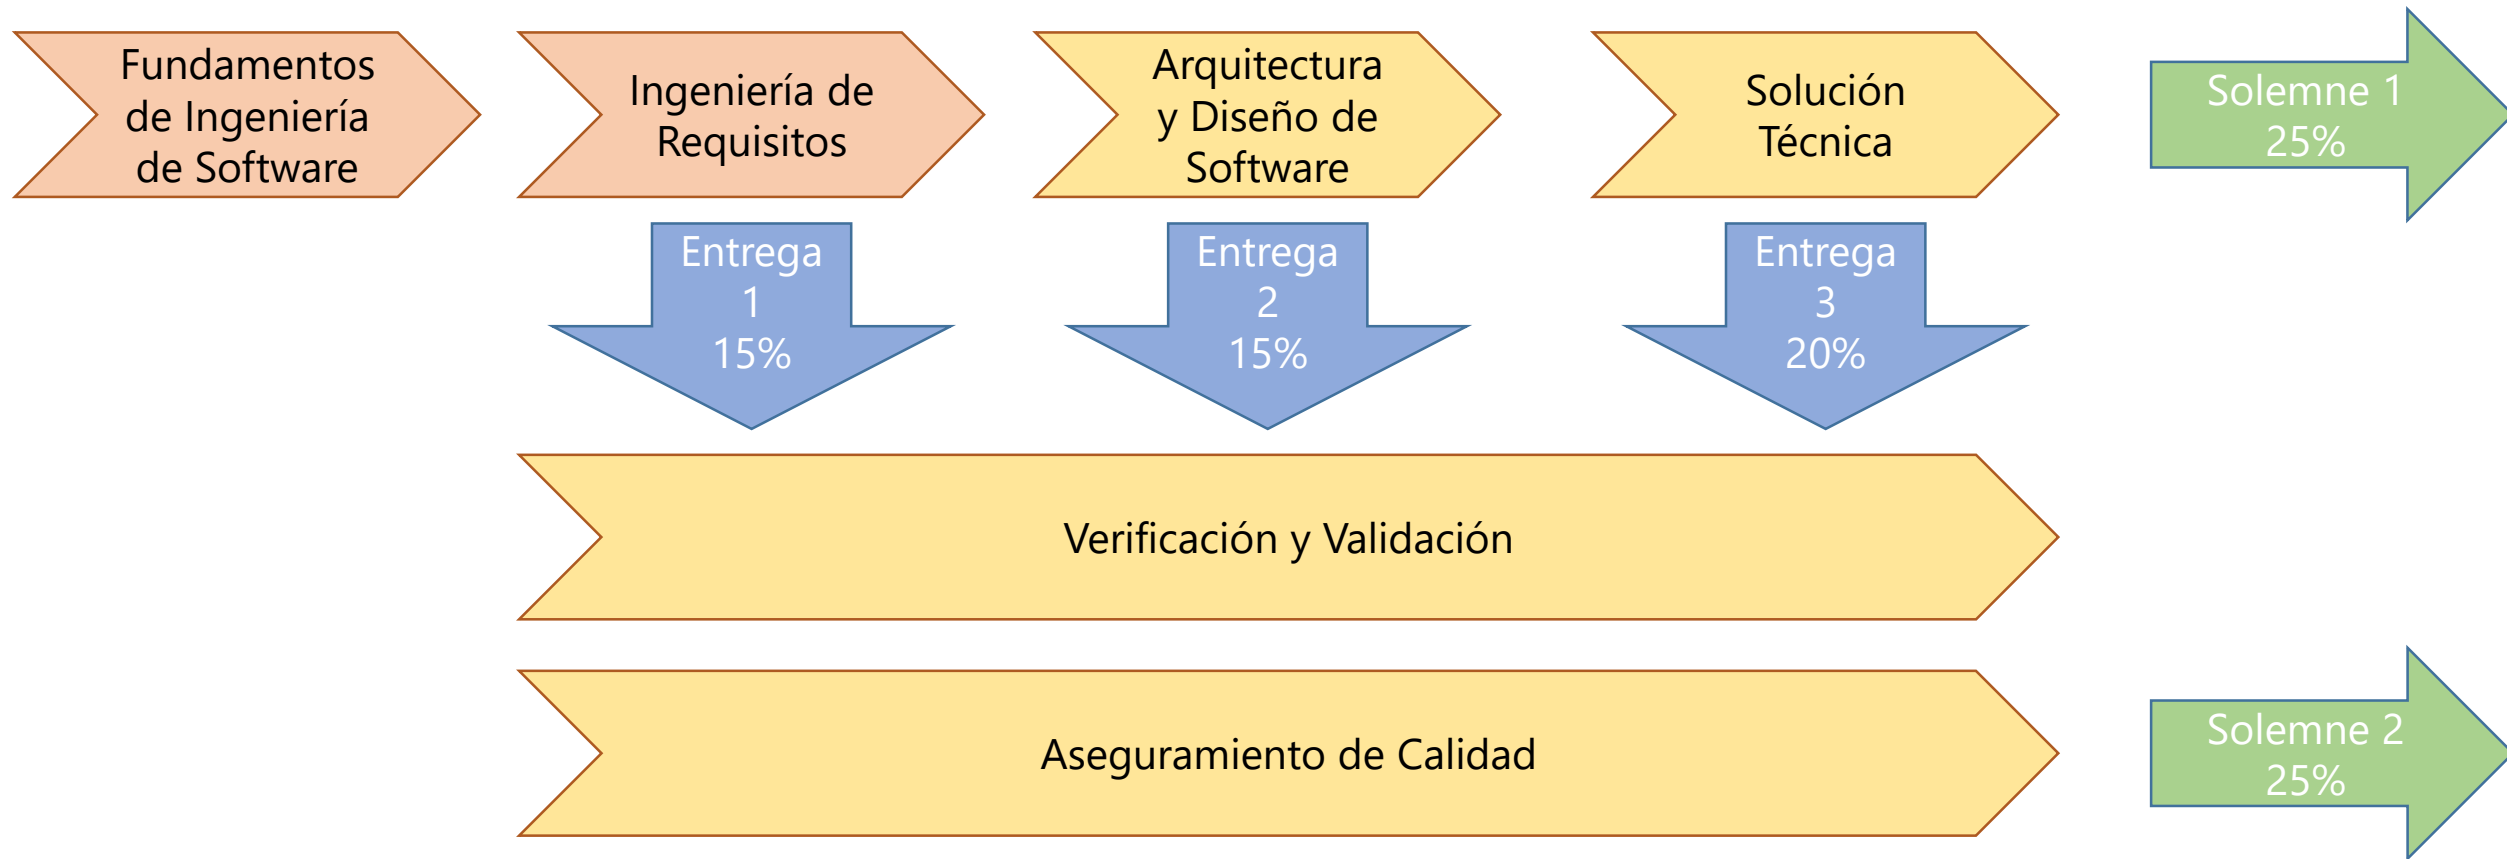 Fundamentos
de Ingeniería
de Software
Ingeniería de
Requisitos
Arquitectura
y Diseño de
Software
Solución
Técnica
Solemne 1
25%
Entrega
1
15%
Entrega
2
15%
Entrega
3
20%
Verificación y Validación
Aseguramiento de Calidad
Solemne 2
25%